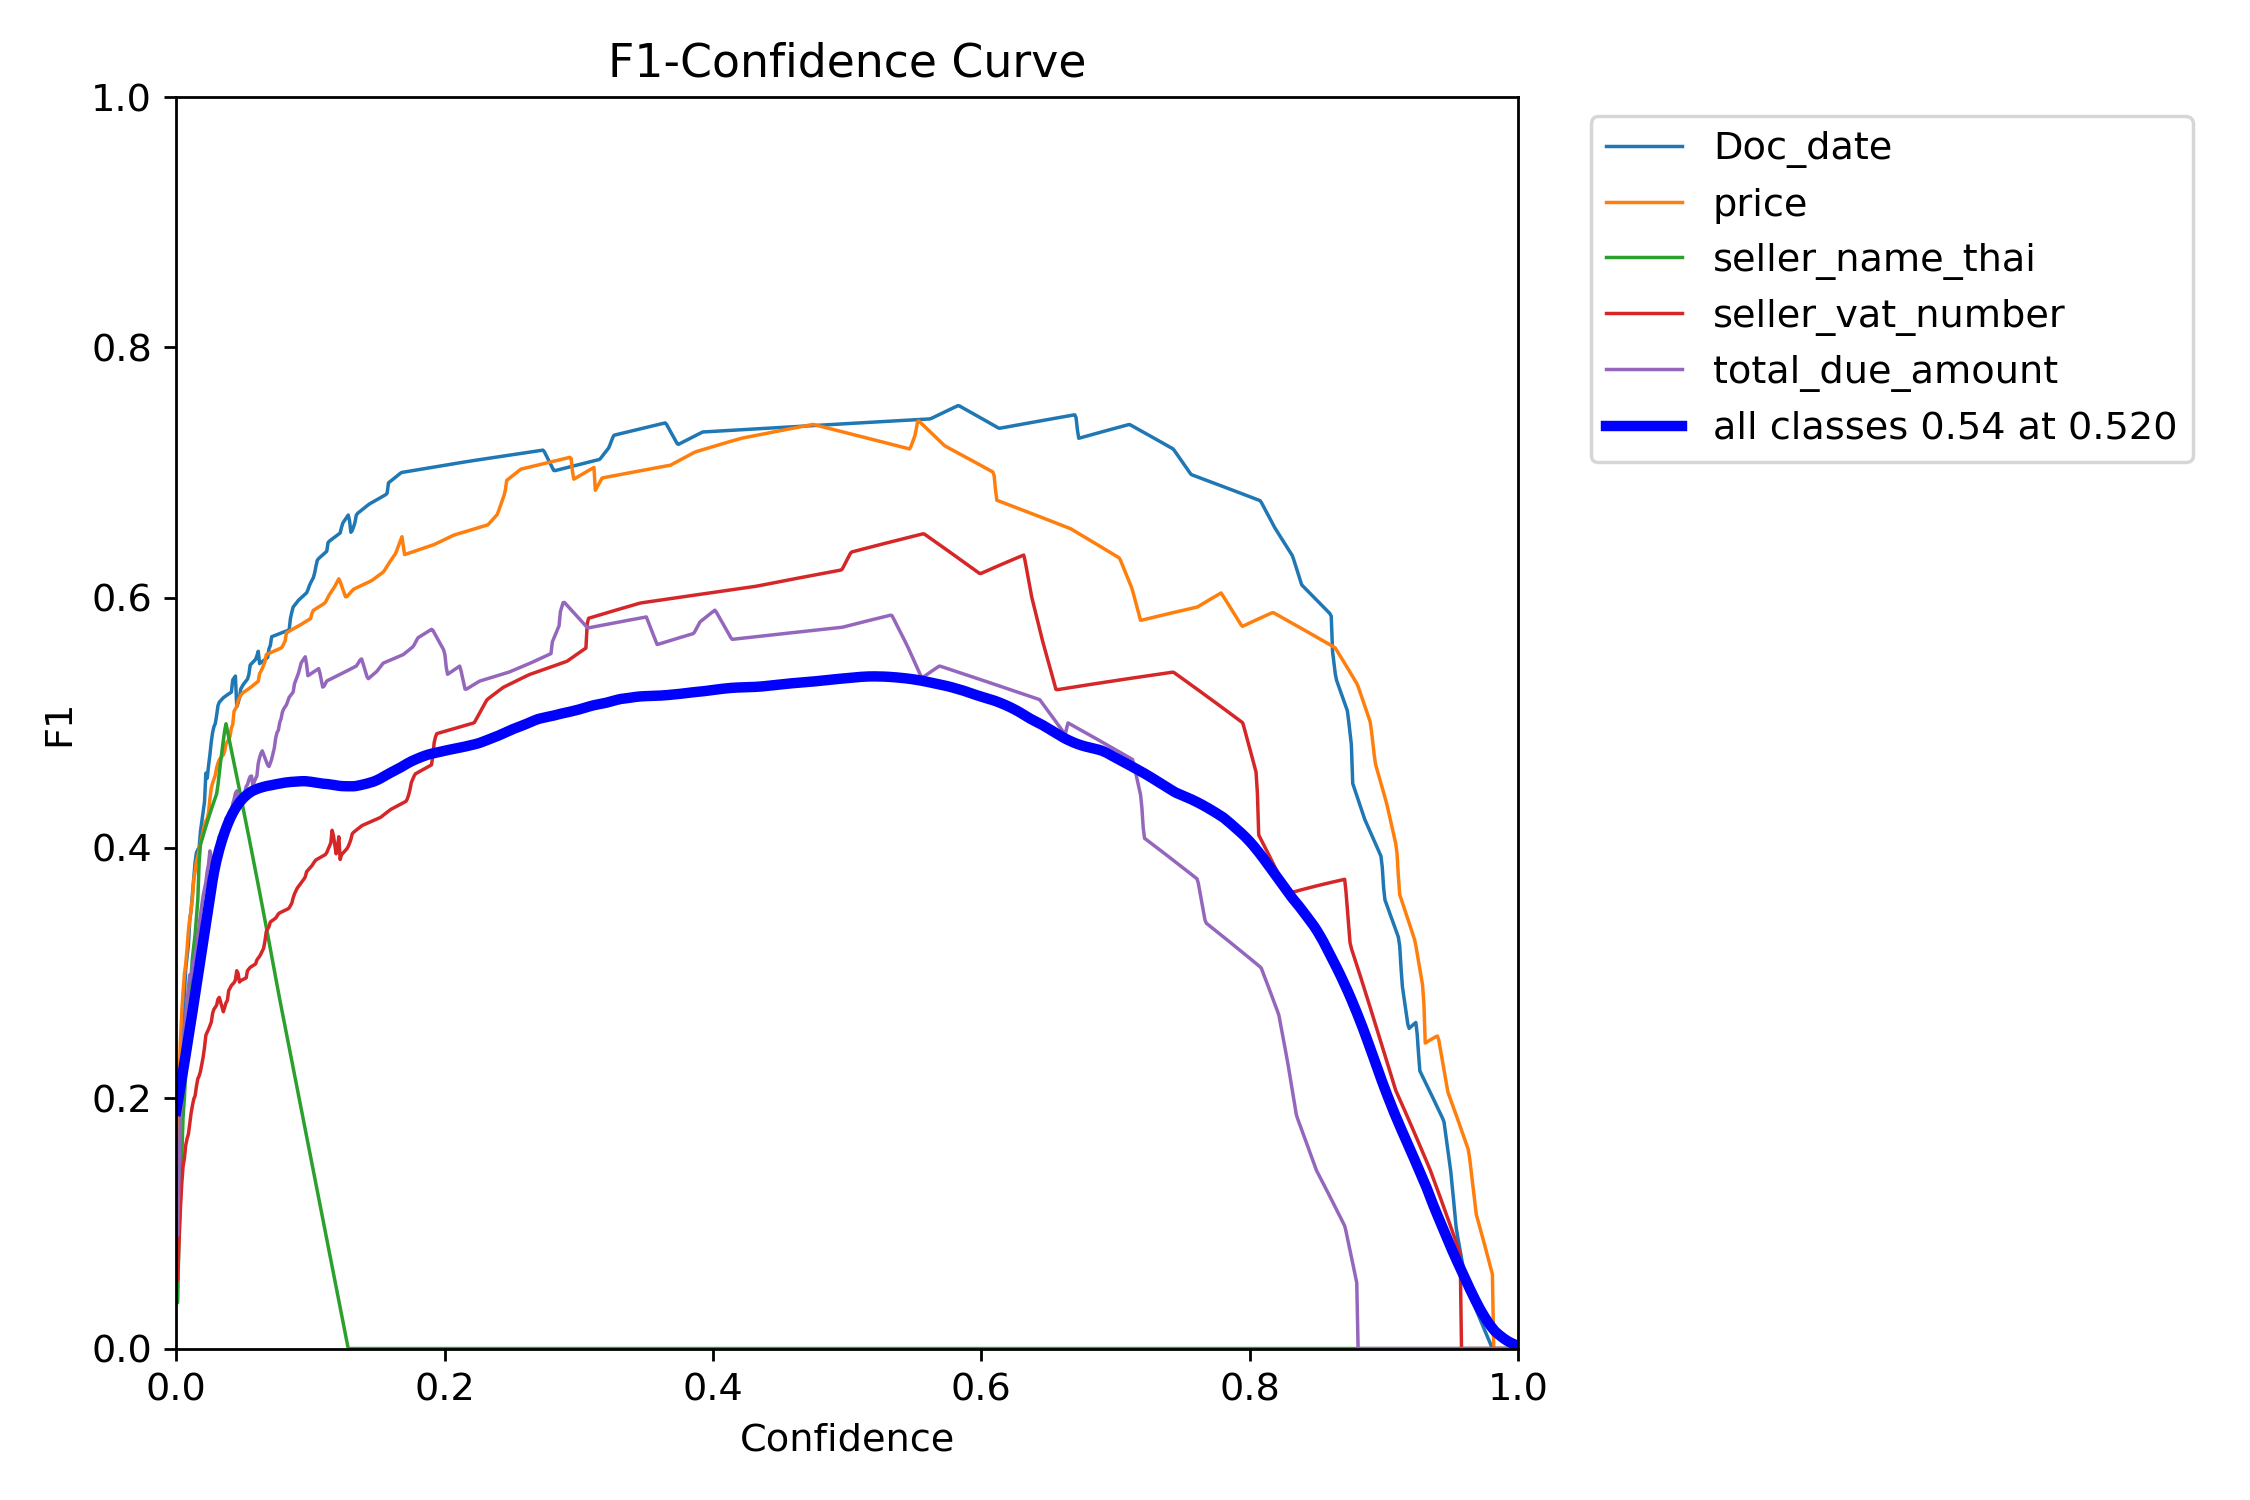 F1-Confidence Curve
1.0
0.8
0.6
0.4
0.2
0.0
F1
0.0 0.2 0.4 0.6 0.8 1.0
Confidence
Doc_date
price
seller_name_thai
seller_vat_number
total_due_amount
all classes 0.54 at 0.520